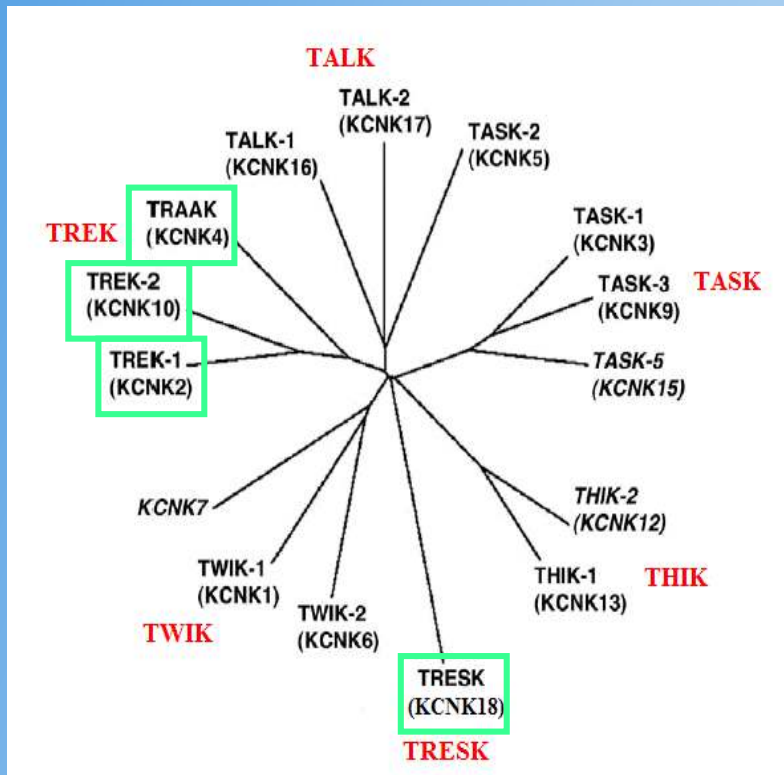 TALK
TALK-2
(KCNK17)
TALK-1
(KCNK16)
TASK-2
(KCNK5)
TRAAK
(KCNK4)
TREK
TREK-2
(KCNK10)
TREK-1
(KCNK2)
TASK-1
(KCNK3)
TASK-3
(KCNK9)
TASK
TASK-5
(KCNK15)
KCNK7
TWIK-1
(KCNK1)
TWIK-2
(KCNK6)
TWIK
THIK-2
(KCNK12)
THIK-1
(KCNK13)
THIK
TRESK
(KCNK18)
TRESK